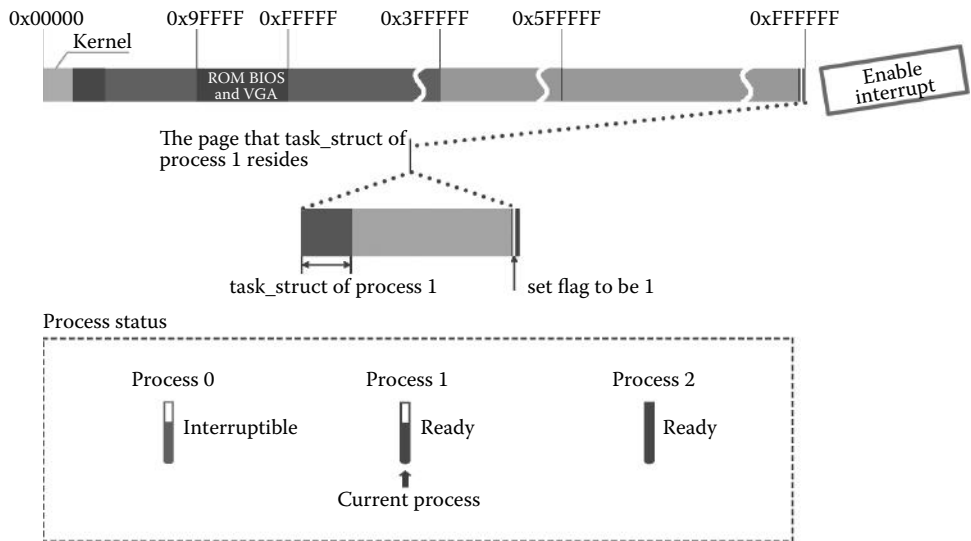 0x00000 0x9FFFF 0xFFFFF 0x3FFFFF 0x5FFFFF 0xFFFFFF
Kernel
ROM BIOS
and VGA
Enable
interrupt
The page that task_struct of
process 1 resides
task_struct of process 1 set flag to be 1
Process status
Process 0 Process 1 Process 2
Interruptible Ready Ready
Current process